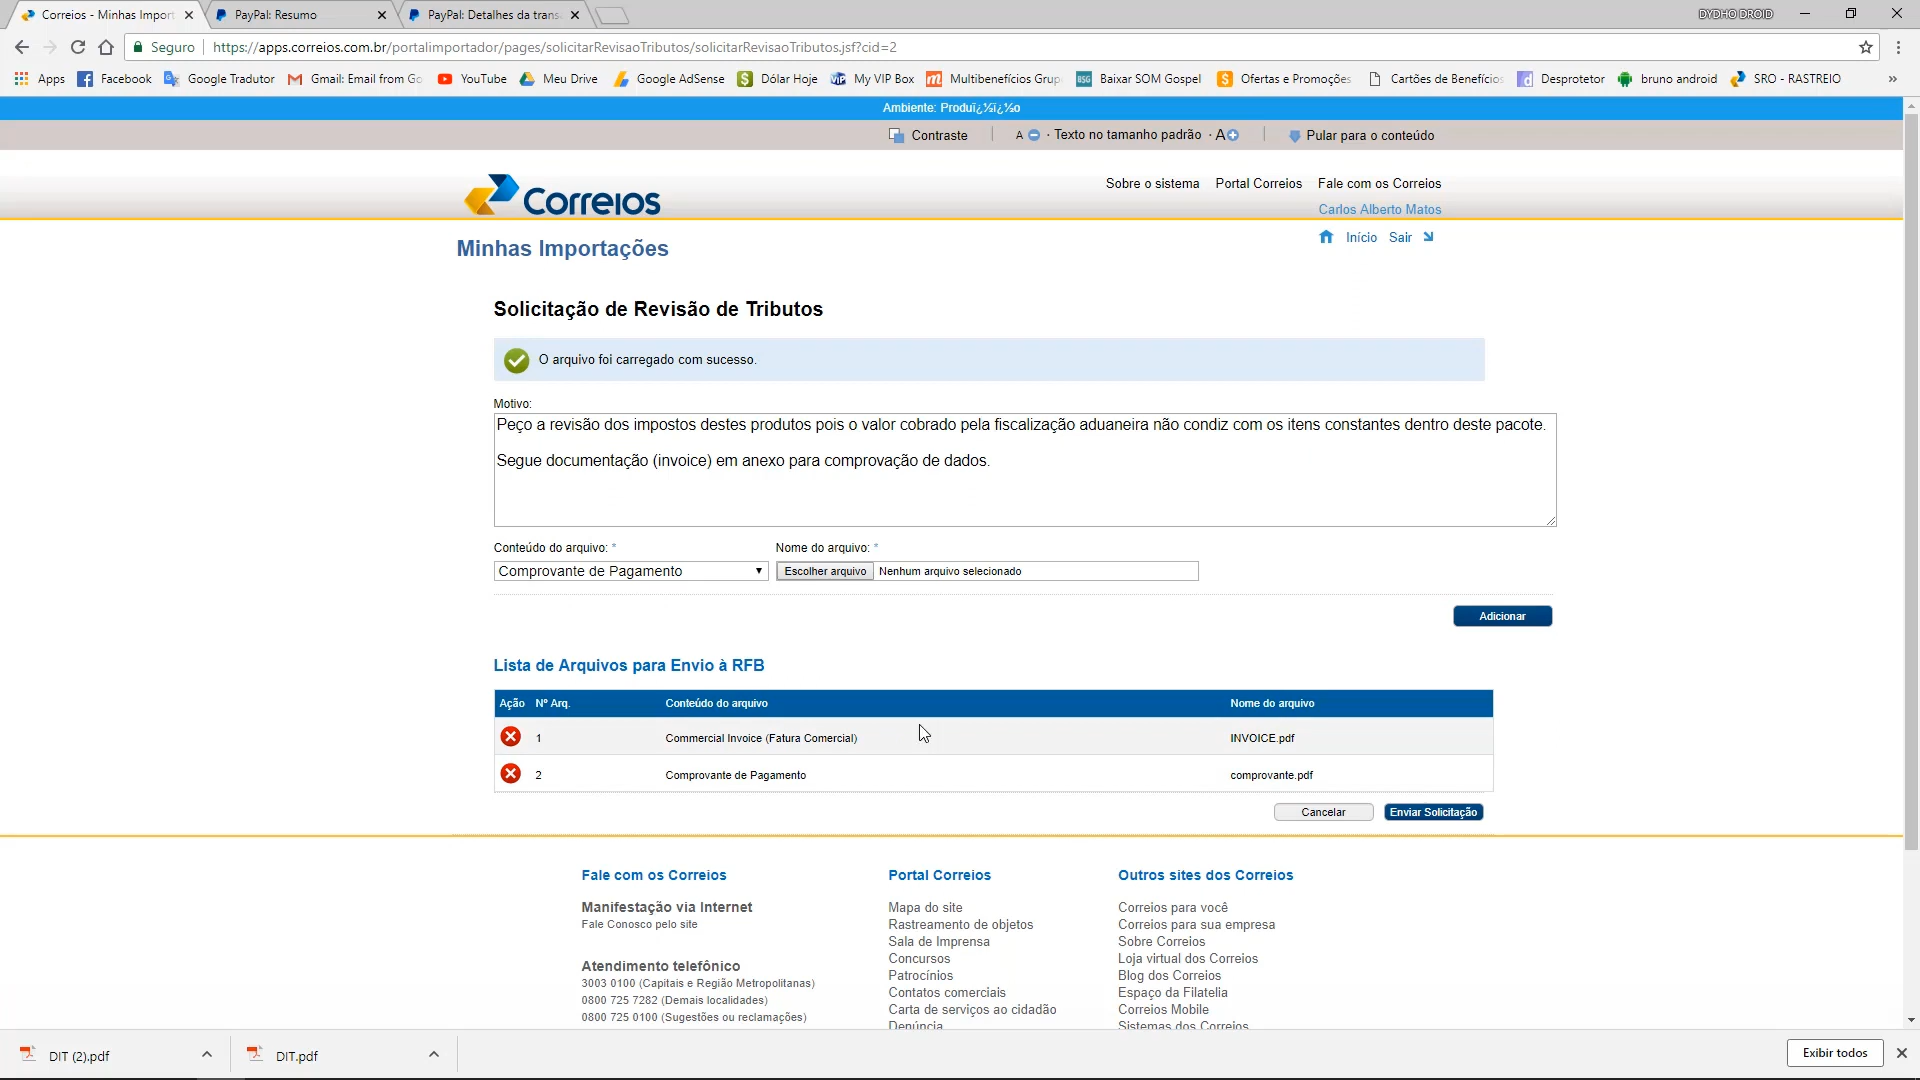 Correios - Minhas Import
PayPal: Resumo
PayPal: Detalhes da trans
DYDHO DROID
Seguro
https://apps.correios.com.br/portalimportador/pages/solicitarRevisaoTributos/solicitarRevisaoTributos.jsf?cid=2
Apps
Facebook
Google Tradutor
Gmail: Email from Go
YouTube
Meu Drive
Google AdSense
Dólar Hoje
My VIP Box
Multibenefícios Grup
Baixar SOM Gospel
Ofertas e Promoções
Cartões de Benefício
Desprotetor
bruno android
SRO - RASTREIO
»
Ambiente: Produï¿½ï¿½o
Contraste
A · Texto no tamanho padrão · A
Pular para o conteúdo
Correios
Sobre o sistema
Portal Correios
Fale com os Correios
Carlos Alberto Matos
Início
Sair
Minhas Importações
Solicitação de Revisão de Tributos
O arquivo foi carregado com sucesso.
Motivo:
Peço a revisão dos impostos destes produtos pois o valor cobrado pela fiscalização aduaneira não condiz com os itens constantes dentro deste pacote.
Segue documentação (invoice) em anexo para comprovação de dados.
Conteúdo do arquivo: *
Nome do arquivo: *
Comprovante de Pagamento
Escolher arquivo
Nenhum arquivo selecionado
Adicionar
Lista de Arquivos para Envio à RFB
Ação Nº Arq. Conteúdo do arquivo Nome do arquivo
1 Commercial Invoice (Fatura Comercial) INVOICE.pdf
2 Comprovante de Pagamento comprovante.pdf
Cancelar
Enviar Solicitação
Fale com os Correios
Manifestação via Internet
Fale Conosco pelo site
Atendimento telefônico
3003 0100 (Capitais e Região Metropolitanas)
0800 725 7282 (Demais localidades)
0800 725 0100 (Sugestões ou reclamações)
Portal Correios
Mapa do site
Rastreamento de objetos
Sala de Imprensa
Concursos
Patrocínios
Contatos comerciais
Carta de serviços ao cidadão
Denúncia
Outros sites dos Correios
Correios para você
Correios para sua empresa
Sobre Correios
Loja virtual dos Correios
Blog dos Correios
Espaço da Filatelia
Correios Mobile
Sistemas dos Correios
DIT (2).pdf
DIT.pdf
Exibir todos